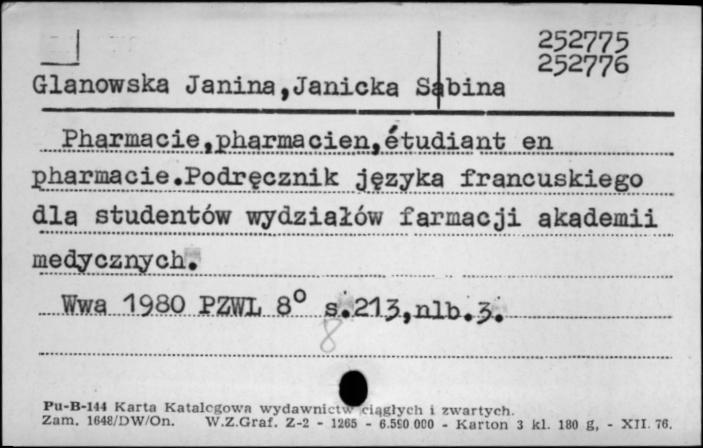 252775
252776
Glanowska Janina,Janicka Sabina
Pharmacie,pharmacien,étudiant en
pharmacie.Podręcznik języka francuskiego
dla studentów wydziałów farmacji akademii
medycznych.
Wwa 1980 PZWL 8° s.213,nlb.3.
8
Pu-B-144 Karta Katalogowa wydawnictw ciągłych i zwartych.
Zam. 1648/DW/On. W.Z.Graf. Z-2 - 1265 - 6.590 000 - Karton 3 kl. 180 g, - XII. 76.